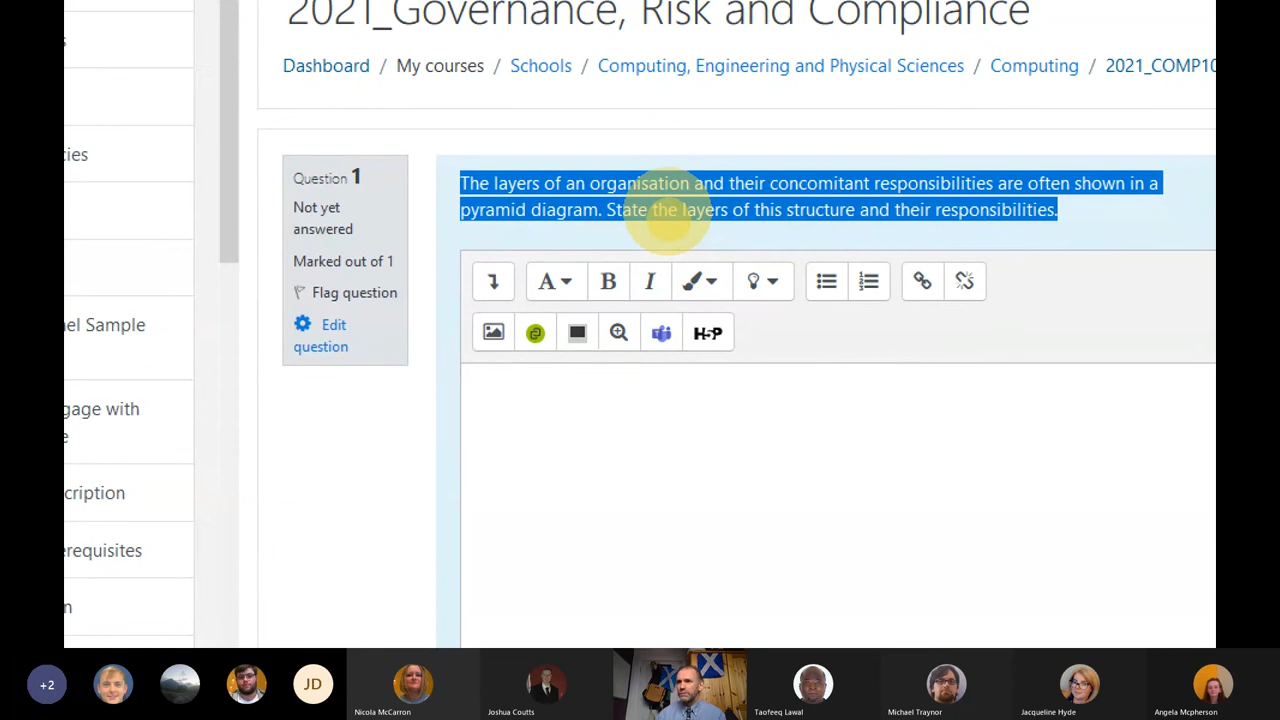 2021_Governance, Risk and Compliance
Dashboard / My courses / Schools / Computing, Engineering and Physical Sciences / Computing / 2021_COMP10
s
cies
nel Sample
gage with
e
cription
erequisites
n
Question 1
Not yet
answered
Marked out of 1
Flag question
Edit
question
The layers of an organisation and their concomitant responsibilities are often shown in a
pyramid diagram. State the layers of this structure and their responsibilities.
A B I
H5P
+2
JD
Nicola McCarron
Joshua Coutts
Taofeeq Lawal
Michael Traynor
Jacqueline Hyde
Angela Mcpherson